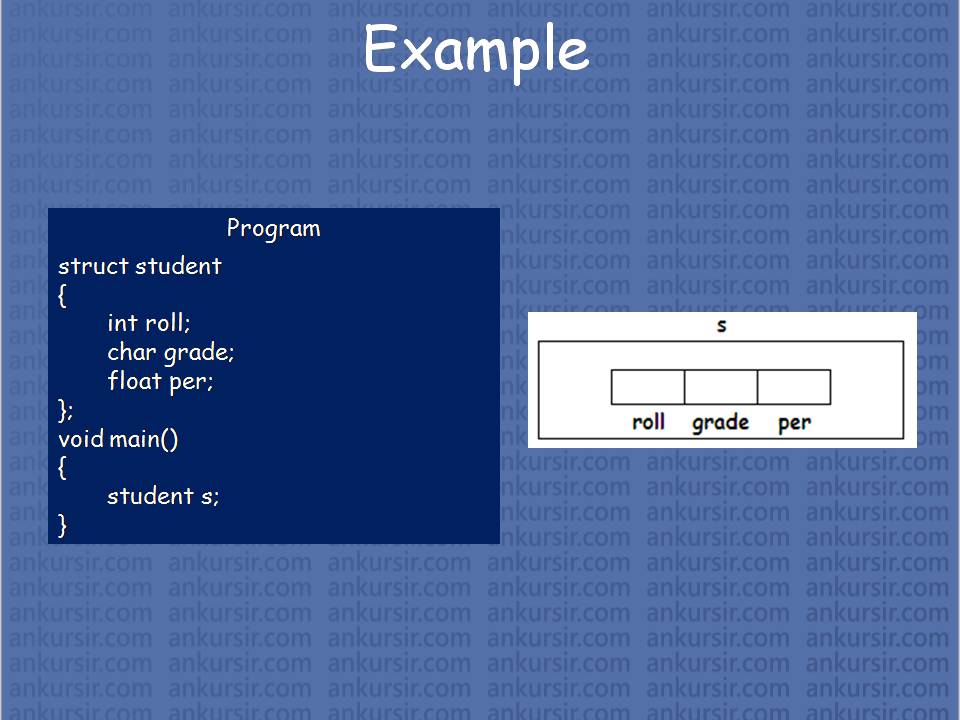 Example
Program
struct student
{
int roll;
char grade;
float per;
};
void main()
{
student s;
}
s
roll grade per
ankursir.com